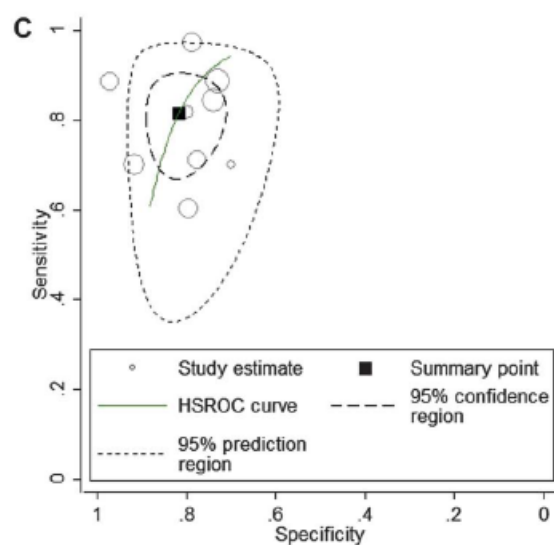 C
1
.8
.6
.4
.2
0
Sensitivity
Study estimate
Summary point
HSROC curve
95% confidence
region
95% prediction
region
1
.8
.6
.4
.2
0
Specificity